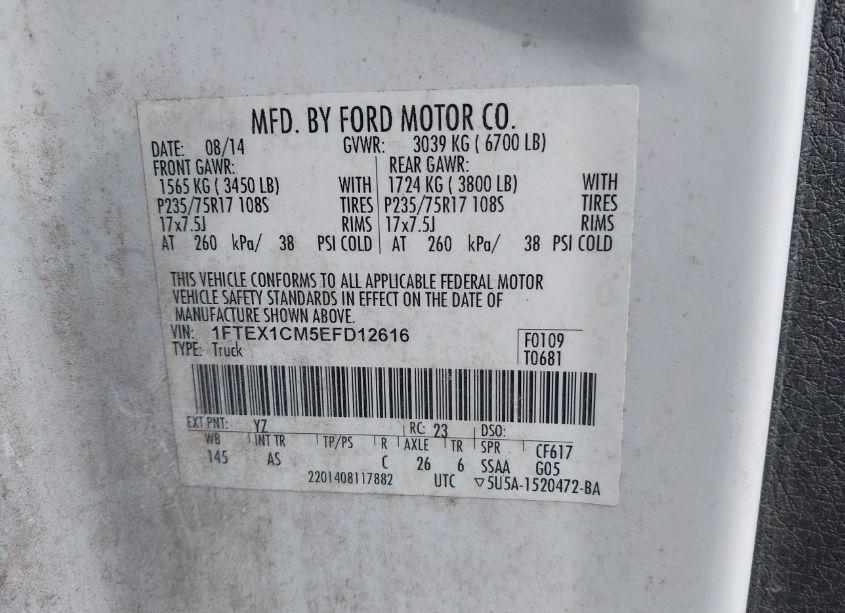 MFD. BY FORD MOTOR CO.
DATE: 08/14 GVWR: 3039 KG ( 6700 LB)
FRONT GAWR: REAR GAWR:
1565 KG ( 3450 LB) WITH 1724 KG ( 3800 LB) WITH
P235/75R17 108S TIRES P235/75R17 108S TIRES
17x7.5J RIMS 17x7.5J RIMS
AT 260 kPa/ 38 PSI COLD AT 260 kPa/ 38 PSI COLD
THIS VEHICLE CONFORMS TO ALL APPLICABLE FEDERAL MOTOR
VEHICLE SAFETY STANDARDS IN EFFECT ON THE DATE OF
MANUFACTURE SHOWN ABOVE.
VIN: 1FTEX1CM5EFD12616 F0109
TYPE: Truck T0681
EXT PNT: YZ RC: 23 DSO:
WB INT TR TP/PS R AXLE TR SPR CF617
145 AS C 26 6 SSAA G05
2201408117882 UTC ▽5U5A-1520472-BA